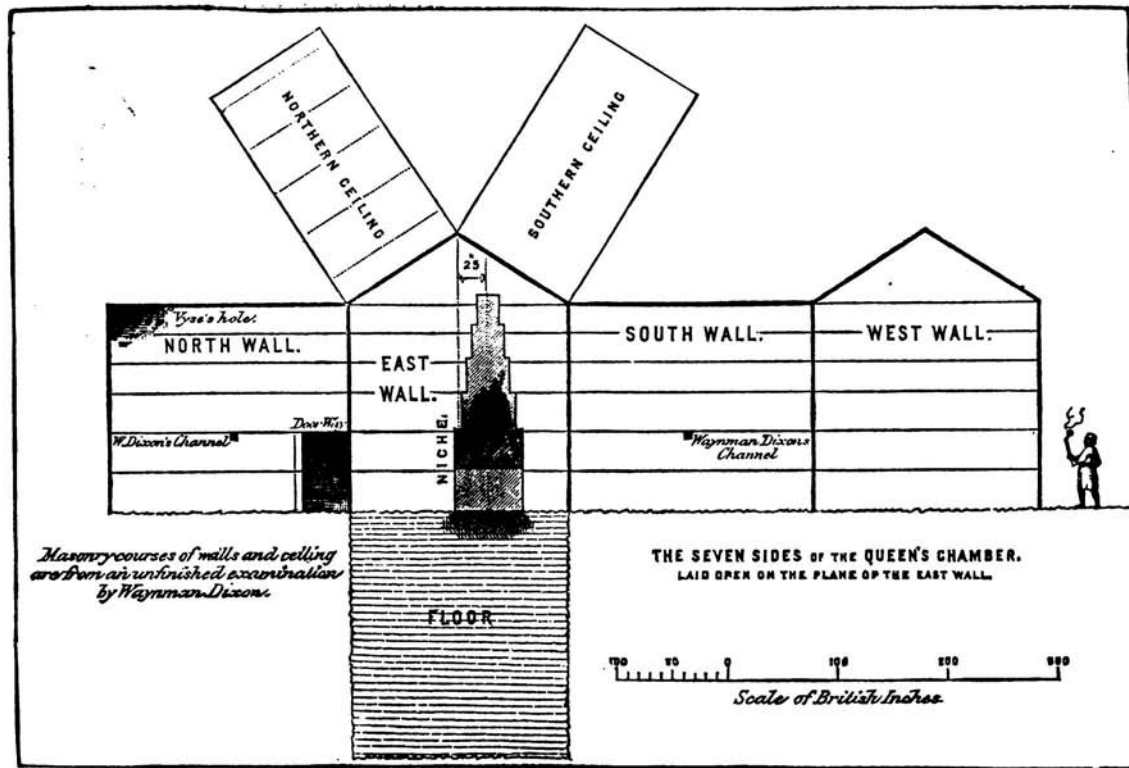 NORTHERN CEILING
SOUTHERN CEILING
25"
Vyse's hole.
NORTH WALL.
EAST
WALL.
SOUTH WALL.
WEST WALL.
NICHE.
Door-Way
W. Dixon's Channel
Waynman Dixons
Channel
Masonry courses of walls and ceiling
are from an unfinished examination
by Waynman Dixon.
THE SEVEN SIDES OF THE QUEEN'S CHAMBER.
LAID OPEN ON THE PLANE OF THE EAST WALL.
FLOOR
100 50 0 100 200 300
Scale of British Inches